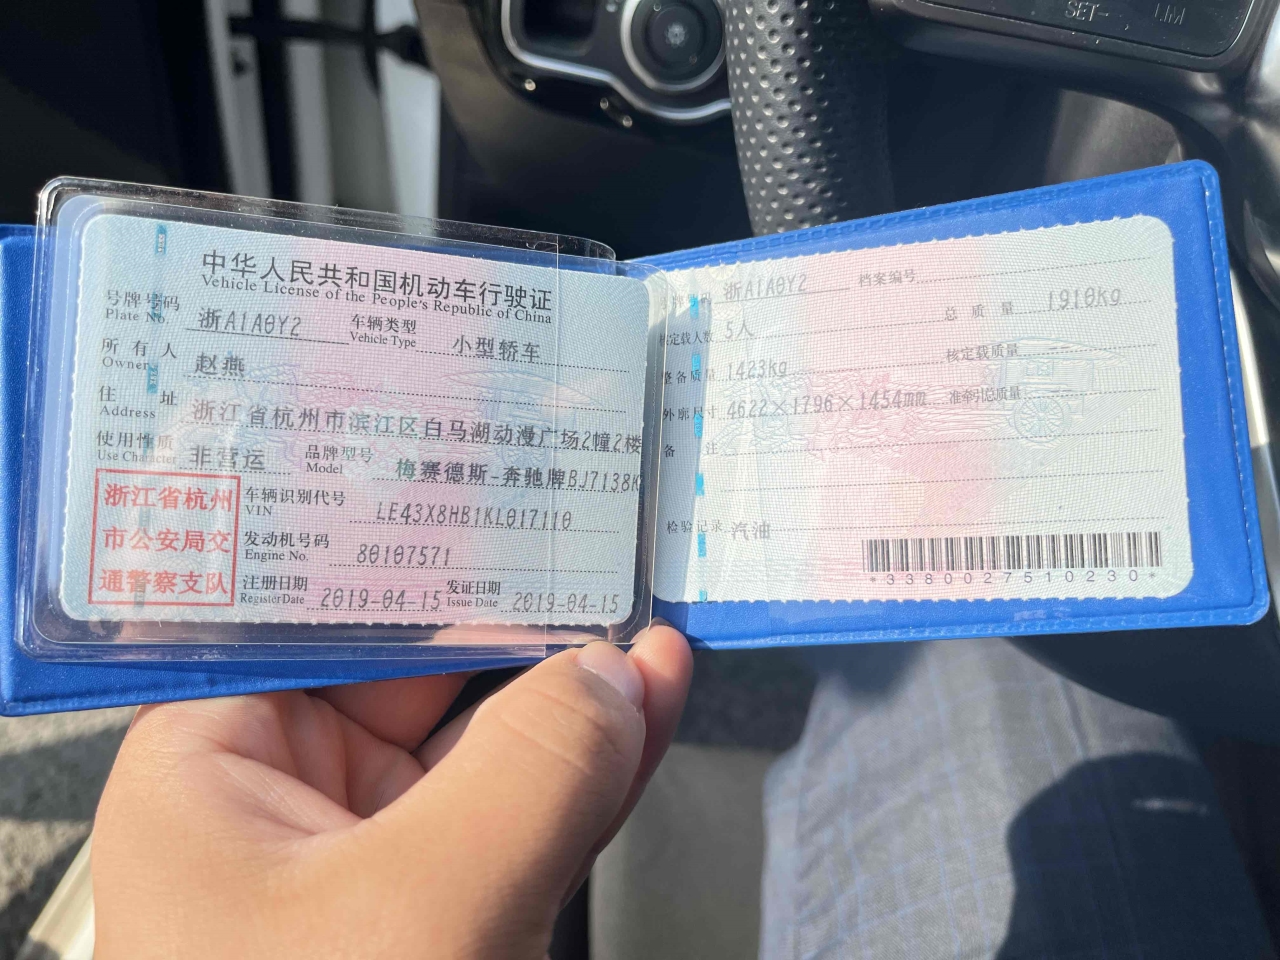 SET-
LIM
中华人民共和国机动车行驶证
Vehicle License of the People's Republic of China
号牌号码 浙A1A0Y2 车辆类型 小型轿车
Plate No. Vehicle Type
所有人 赵燕
Owner
住址 浙江省杭州市滨江区白马湖动漫广场2幢2楼
Address
使用性质 非营运 品牌型号 梅赛德斯-奔驰牌BJ7138K
Use Character Model
浙江省杭州
市公安局交
通警察支队
车辆识别代号 LE43X8HB1KL017110
VIN
发动机号码 80107571
Engine No.
注册日期 2019-04-15 发证日期 2019-04-15
Register Date Issue Date
号牌号码 浙A1A0Y2 档案编号
核定载人数 5人 总质量 1910kg
整备质量 1423kg 核定载质量
外廓尺寸 4622×1796×1454mm 准牵引总质量
备注
检验记录 汽油
*3380027510230*